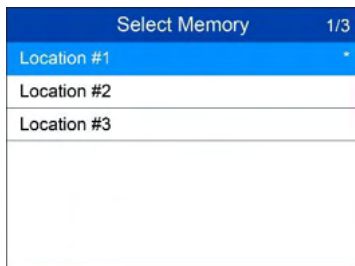 Select Memory 1/3
Location #1 *
Location #2
Location #3